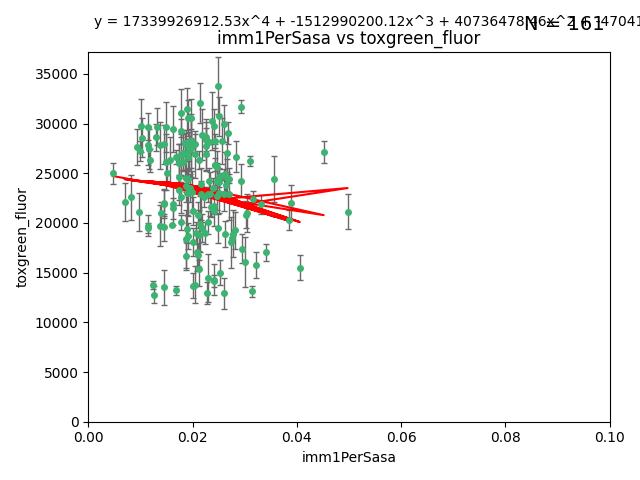 y = 17339926912.53x^4 + -1512990200.12x^3 +
N = 161
imm1PerSasa vs toxgreen_fluor
35000
30000
25000
20000
15000
10000
5000
0
toxgreen_fluor
0.00 0.02 0.04 0.06 0.08 0.10
imm1PerSasa